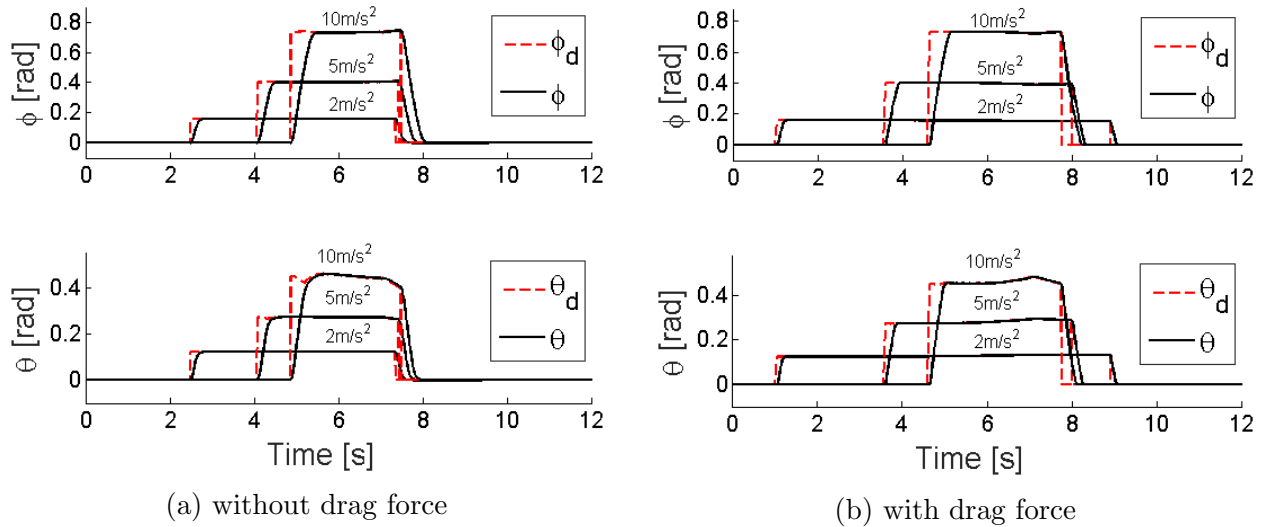 0.8
0.6
0.4
0.2
0
ϕ [rad]
10m/s²
5m/s²
2m/s²
ϕd
ϕ
0 2 4 6 8 10 12
0.4
0.2
0
θ [rad]
10m/s²
5m/s²
2m/s²
θd
θ
0 2 4 6 8 10 12
Time [s]
(a) without drag force
0.8
0.6
0.4
0.2
0
ϕ [rad]
10m/s²
5m/s²
2m/s²
ϕd
ϕ
0 2 4 6 8 10 12
0.4
0.2
0
θ [rad]
10m/s²
5m/s²
2m/s²
θd
θ
0 2 4 6 8 10 12
Time [s]
(b) with drag force